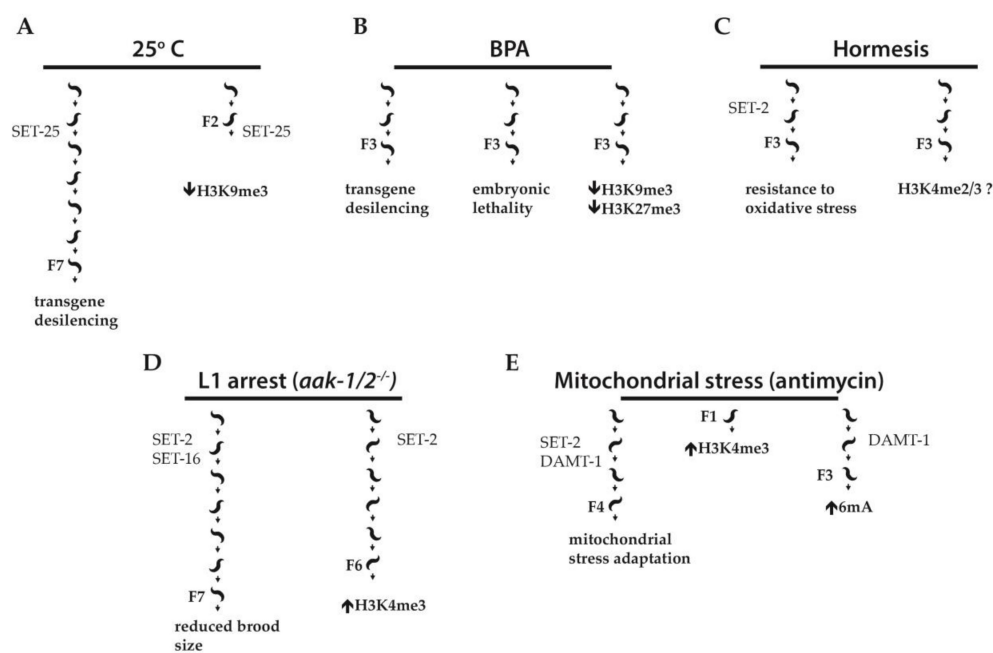 A
25° C
SET-25
F2
SET-25
↓H3K9me3
F7
transgene
desilencing
B
BPA
F3
F3
F3
transgene
desilencing
embryonic
lethality
↓H3K9me3
↓H3K27me3
C
Hormesis
SET-2
F3
F3
resistance to
oxidative stress
H3K4me2/3 ?
D
L1 arrest (aak-1/2-/-)
SET-2
SET-16
SET-2
F6
F7
↑H3K4me3
reduced brood
size
E
Mitochondrial stress (antimycin)
F1
SET-2
DAMT-1
↑H3K4me3
DAMT-1
F3
F4
↑6mA
mitochondrial
stress adaptation